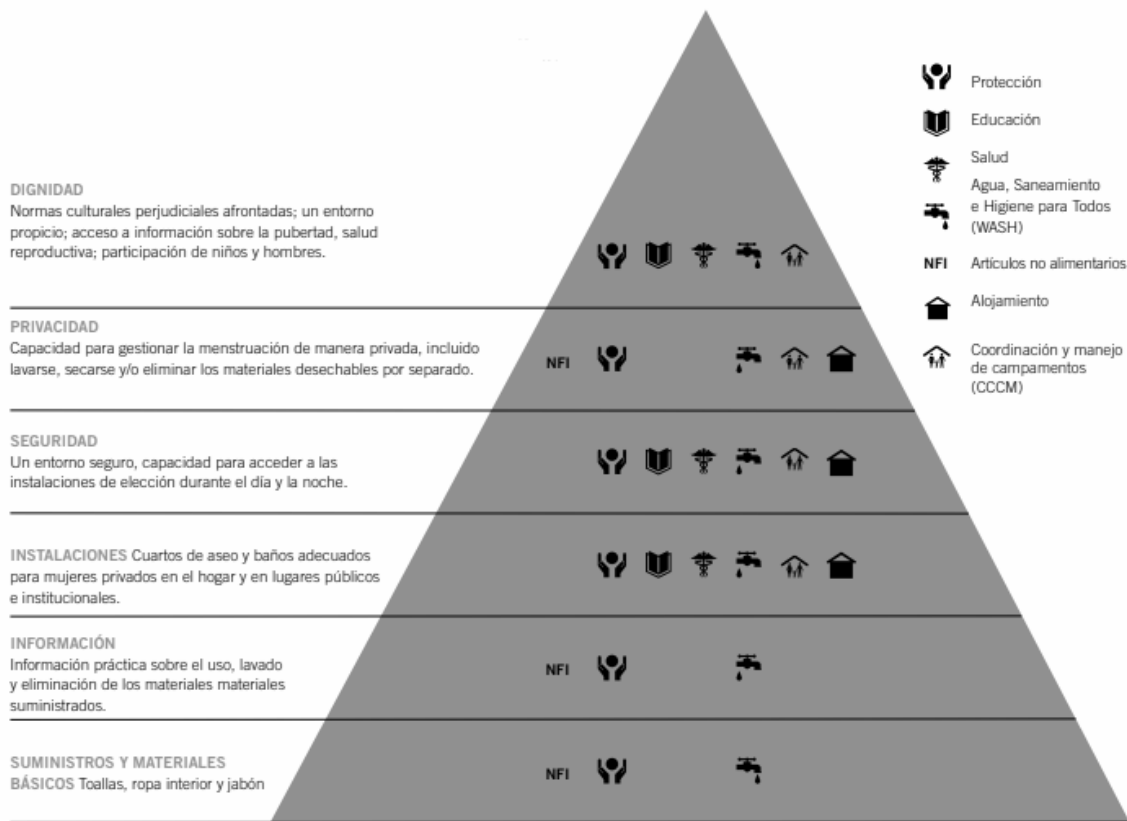 DIGNIDAD
Normas culturales perjudiciales afrontadas; un entorno
propicio; acceso a información sobre la pubertad, salud
reproductiva; participación de niños y hombres.
PRIVACIDAD
Capacidad para gestionar la menstruación de manera privada, incluido
lavarse, secarse y/o eliminar los materiales desechables por separado.
NFI
SEGURIDAD
Un entorno seguro, capacidad para acceder a las
instalaciones de elección durante el día y la noche.
INSTALACIONES Cuartos de aseo y baños adecuados
para mujeres privados en el hogar y en lugares públicos
e institucionales.
INFORMACIÓN
Información práctica sobre el uso, lavado
y eliminación de los materiales materiales
suministrados.
NFI
SUMINISTROS Y MATERIALES
BÁSICOS Toallas, ropa interior y jabón
NFI
Protección
Educación
Salud
Agua, Saneamiento
e Higiene para Todos
(WASH)
NFI Artículos no alimentarios
Alojamiento
Coordinación y manejo
de campamentos
(CCCM)